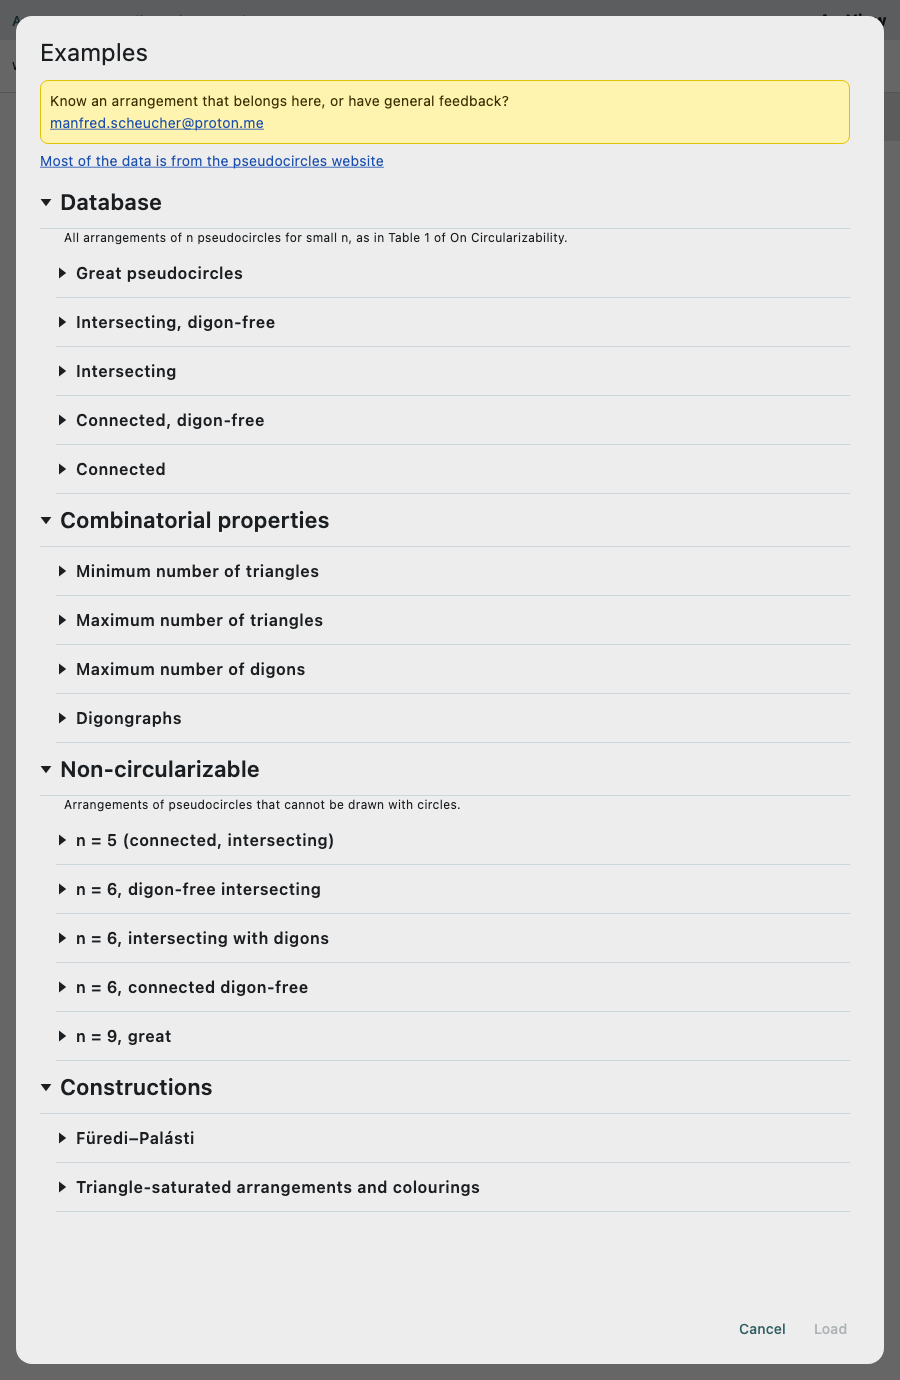 Examples
Know an arrangement that belongs here, or have general feedback?
manfred.scheucher@proton.me
Most of the data is from the pseudocircles website
Database
All arrangements of n pseudocircles for small n, as in Table 1 of On Circularizability.
Great pseudocircles
Intersecting, digon-free
Intersecting
Connected, digon-free
Connected
Combinatorial properties
Minimum number of triangles
Maximum number of triangles
Maximum number of digons
Digongraphs
Non-circularizable
Arrangements of pseudocircles that cannot be drawn with circles.
n = 5 (connected, intersecting)
n = 6, digon-free intersecting
n = 6, intersecting with digons
n = 6, connected digon-free
n = 9, great
Constructions
Füredi–Palásti
Triangle-saturated arrangements and colourings
Cancel
Load